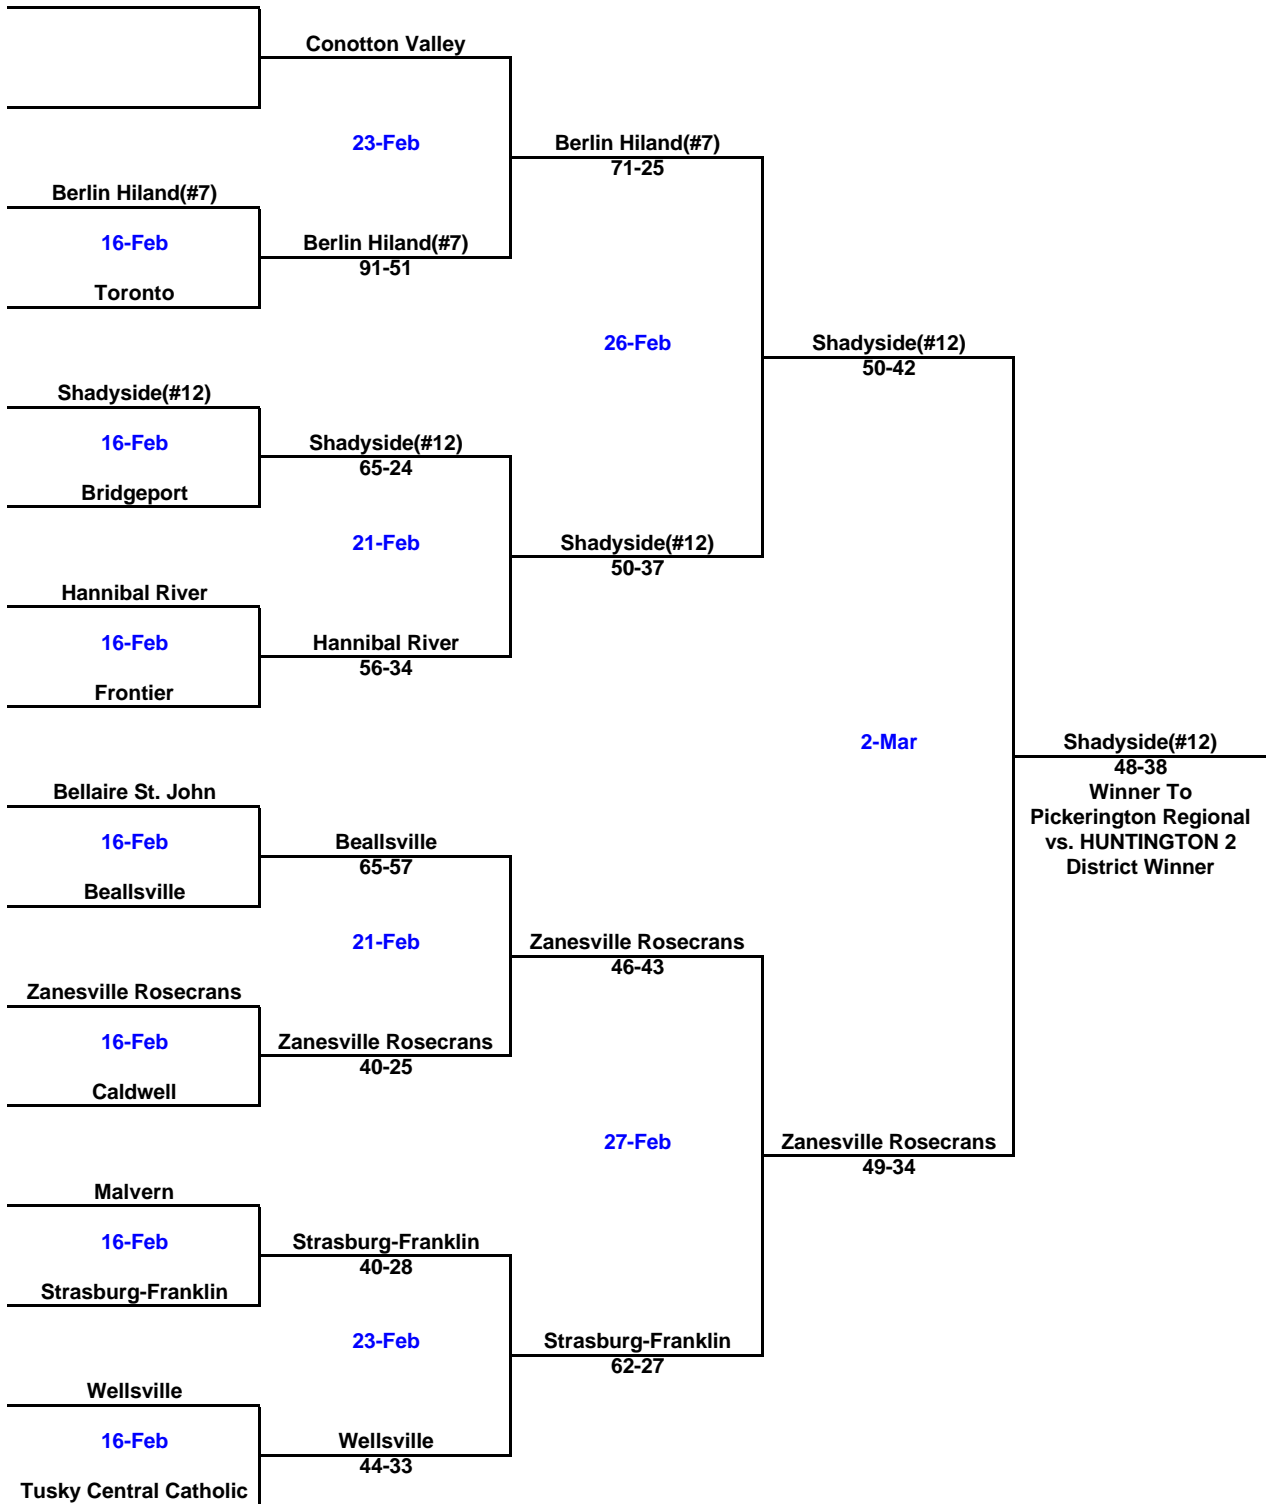 Conotton Valley
23-Feb
Berlin Hiland(#7)
71-25
Berlin Hiland(#7)
16-Feb
Berlin Hiland(#7)
91-51
Toronto
26-Feb
Shadyside(#12)
50-42
Shadyside(#12)
16-Feb
Shadyside(#12)
65-24
Bridgeport
21-Feb
Shadyside(#12)
50-37
Hannibal River
16-Feb
Hannibal River
56-34
Frontier
2-Mar
Shadyside(#12)
48-38
Winner To
Pickerington Regional
vs. HUNTINGTON 2
District Winner
Bellaire St. John
16-Feb
Beallsville
65-57
Beallsville
21-Feb
Zanesville Rosecrans
46-43
Zanesville Rosecrans
16-Feb
Zanesville Rosecrans
40-25
Caldwell
27-Feb
Zanesville Rosecrans
49-34
Malvern
16-Feb
Strasburg-Franklin
40-28
Strasburg-Franklin
23-Feb
Strasburg-Franklin
62-27
Wellsville
16-Feb
Wellsville
44-33
Tusky Central Catholic